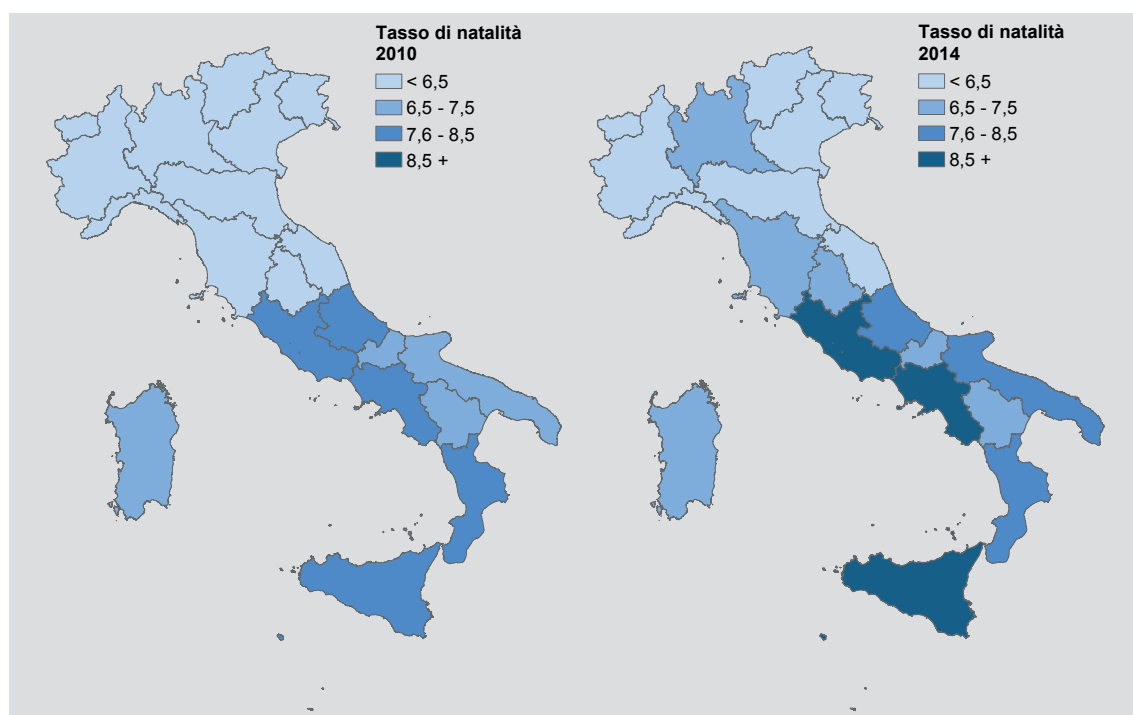 Tasso di natalità
2010
< 6,5
6,5 - 7,5
7,6 - 8,5
8,5 +
Tasso di natalità
2014
< 6,5
6,5 - 7,5
7,6 - 8,5
8,5 +